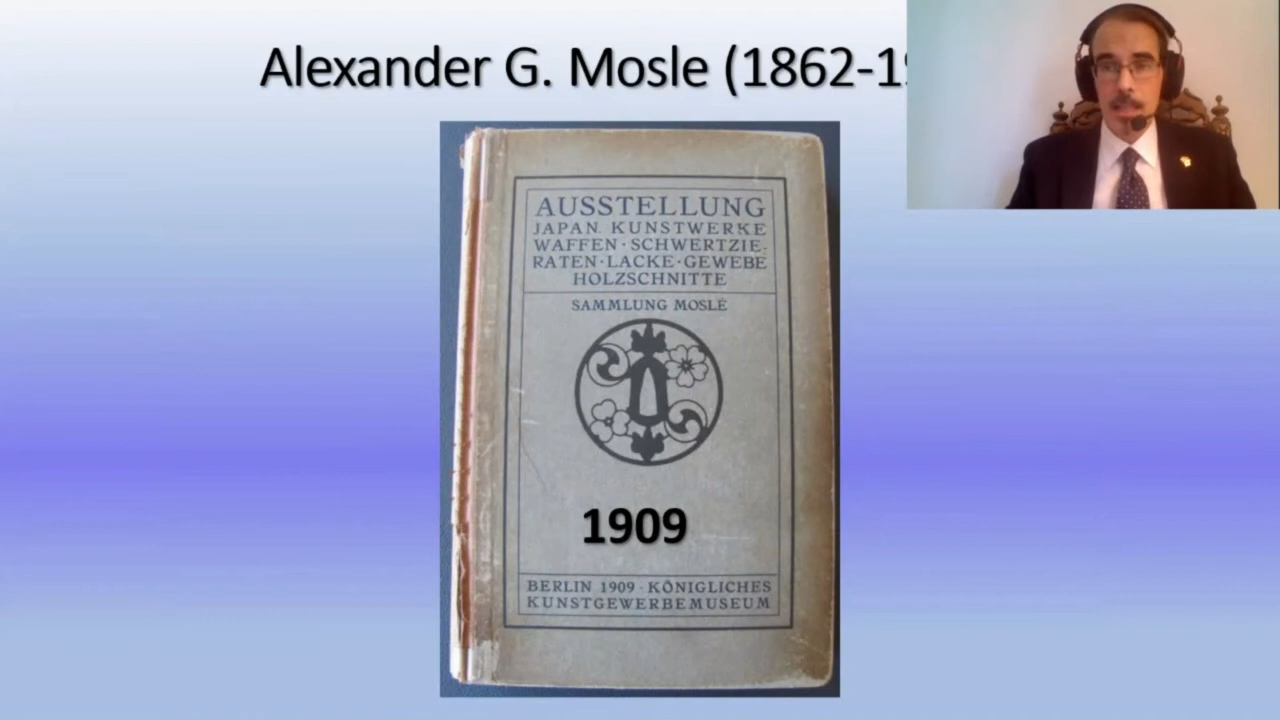 Alexander G. Mosle (1862-19
AUSSTELLUNG
JAPAN. KUNSTWERKE
WAFFEN · SCHWERTZIE-
RATEN · LACKE · GEWEBE
HOLZSCHNITTE
SAMMLUNG MOSLÉ
1909
BERLIN 1909 · KÖNIGLICHES
KUNSTGEWERBEMUSEUM